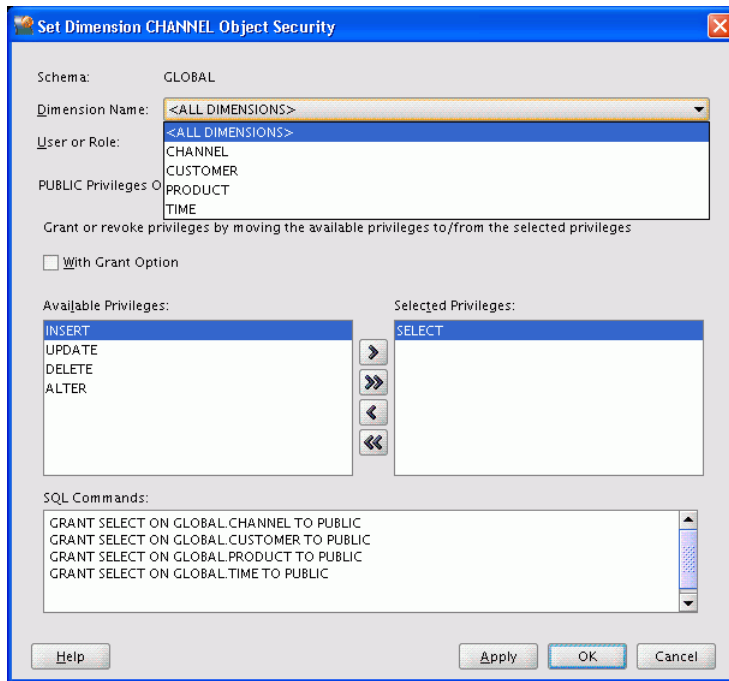 Set Dimension CHANNEL Object Security
Schema: GLOBAL
Dimension Name: <ALL DIMENSIONS>
<ALL DIMENSIONS>
User or Role:
CHANNEL
CUSTOMER
PUBLIC Privileges O
PRODUCT
TIME
Grant or revoke privileges by moving the available privileges to/from the selected privileges
With Grant Option
Available Privileges:
INSERT
UPDATE
DELETE
ALTER
Selected Privileges:
SELECT
SQL Commands:
GRANT SELECT ON GLOBAL.CHANNEL TO PUBLIC
GRANT SELECT ON GLOBAL.CUSTOMER TO PUBLIC
GRANT SELECT ON GLOBAL.PRODUCT TO PUBLIC
GRANT SELECT ON GLOBAL.TIME TO PUBLIC
Help Apply OK Cancel